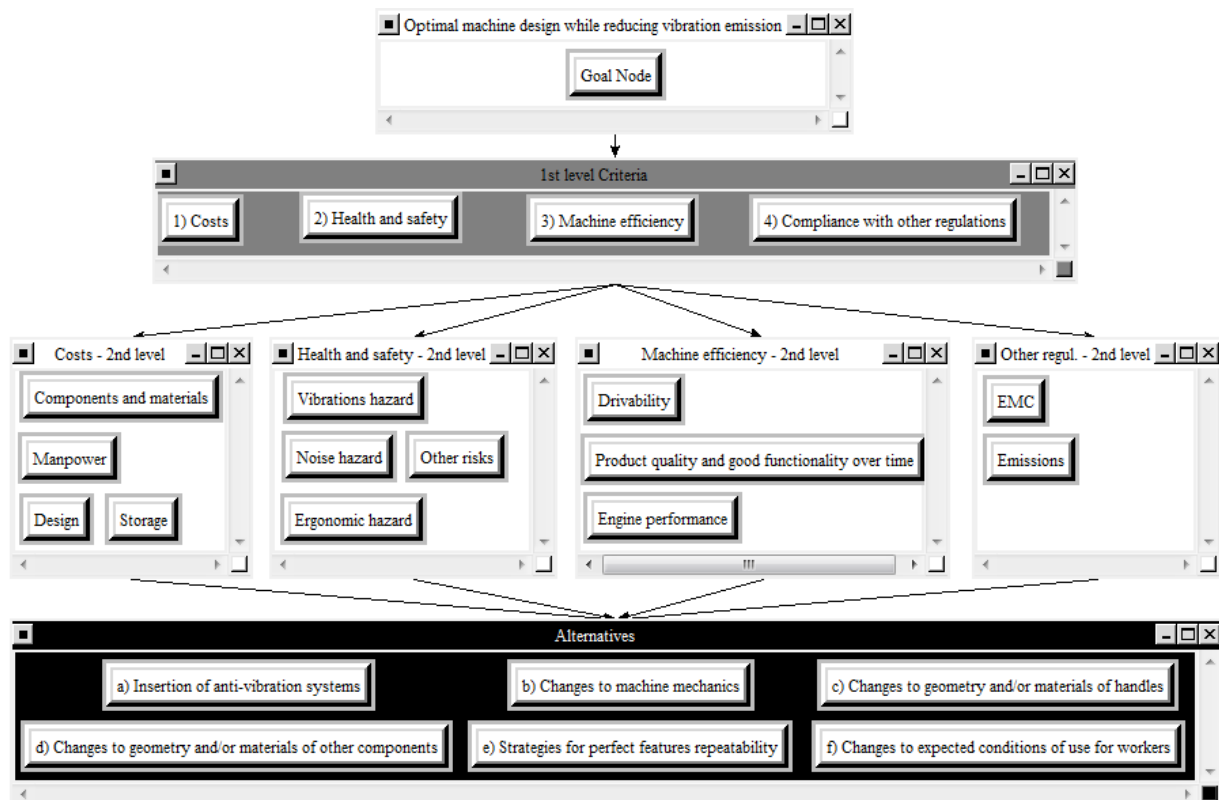 Optimal machine design while reducing vibration emission
Goal Node
1st level Criteria
1) Costs
2) Health and safety
3) Machine efficiency
4) Compliance with other regulations
Costs - 2nd level
Components and materials
Manpower
Design
Storage
Health and safety - 2nd level
Vibrations hazard
Noise hazard
Other risks
Ergonomic hazard
Machine efficiency - 2nd level
Drivability
Product quality and good functionality over time
Engine performance
Other regul. - 2nd level
EMC
Emissions
Alternatives
a) Insertion of anti-vibration systems
b) Changes to machine mechanics
c) Changes to geometry and/or materials of handles
d) Changes to geometry and/or materials of other components
e) Strategies for perfect features repeatability
f) Changes to expected conditions of use for workers